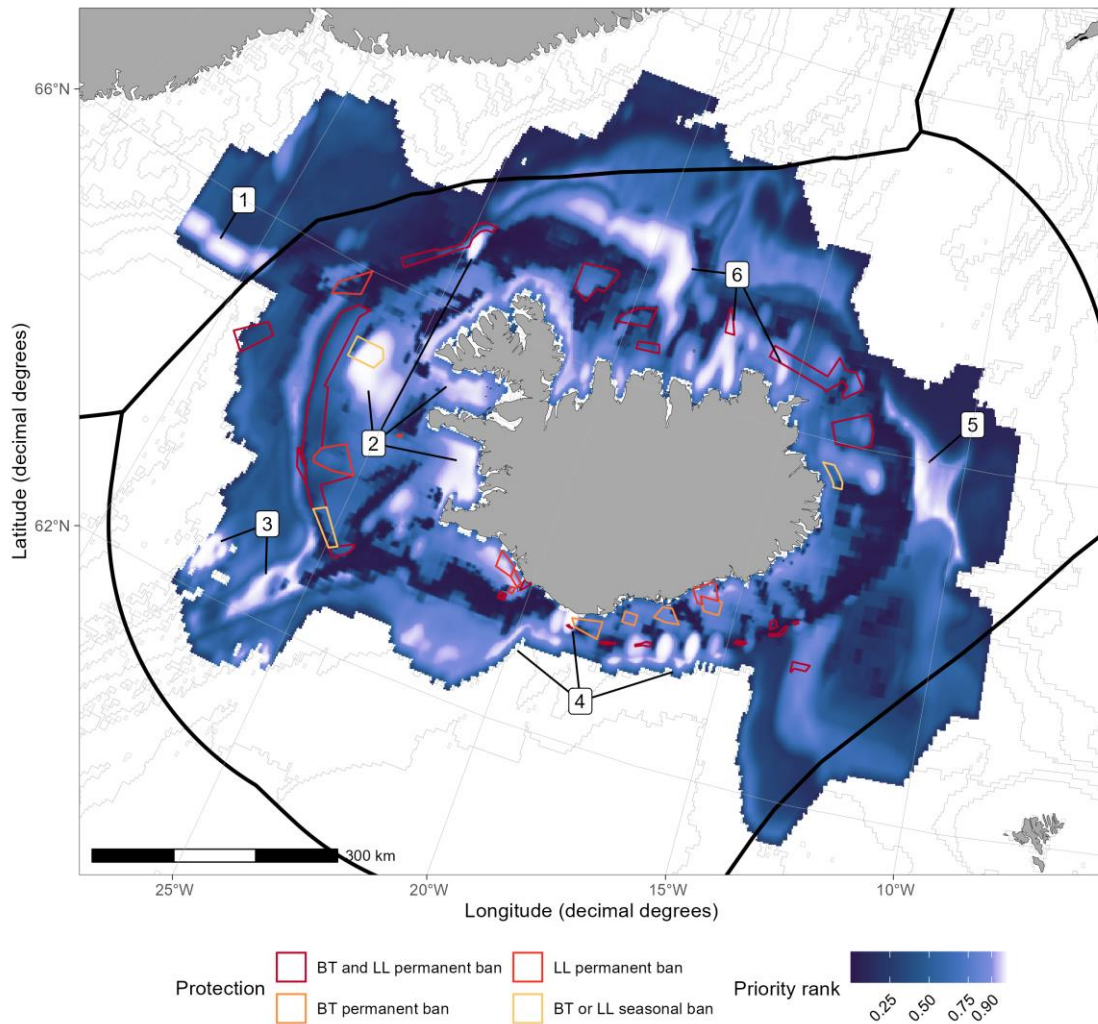 66°N
1
6
2
5
62°N
3
4
300 km
25°W
20°W
15°W
10°W
Latitude (decimal degrees)
Longitude (decimal degrees)
Protection
BT and LL permanent ban
LL permanent ban
BT permanent ban
BT or LL seasonal ban
Priority rank
0.25
0.50
0.75
0.90